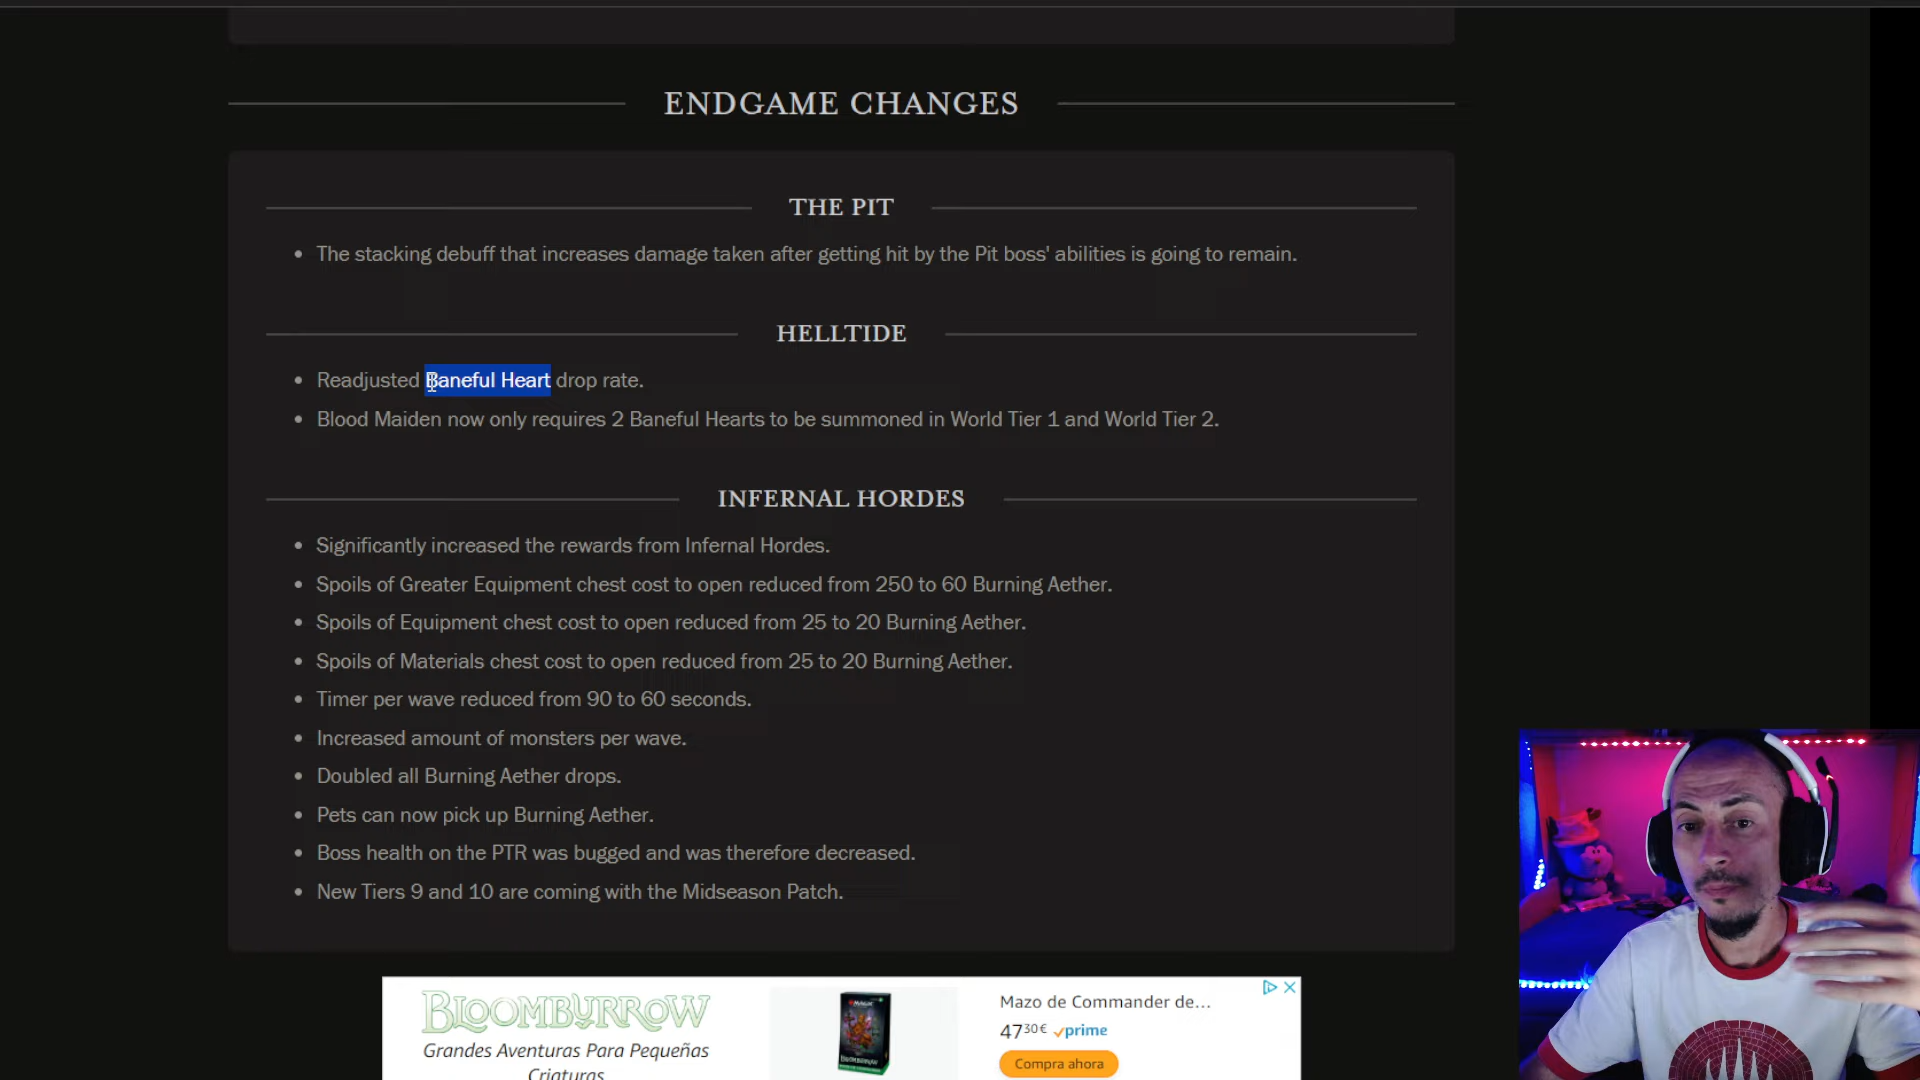 ENDGAME CHANGES
THE PIT
The stacking debuff that increases damage taken after getting hit by the Pit boss' abilities is going to remain.
HELLTIDE
Readjusted Baneful Heart drop rate.
Blood Maiden now only requires 2 Baneful Hearts to be summoned in World Tier 1 and World Tier 2.
INFERNAL HORDES
Significantly increased the rewards from Infernal Hordes.
Spoils of Greater Equipment chest cost to open reduced from 250 to 60 Burning Aether.
Spoils of Equipment chest cost to open reduced from 25 to 20 Burning Aether.
Spoils of Materials chest cost to open reduced from 25 to 20 Burning Aether.
Timer per wave reduced from 90 to 60 seconds.
Increased amount of monsters per wave.
Doubled all Burning Aether drops.
Pets can now pick up Burning Aether.
Boss health on the PTR was bugged and was therefore decreased.
New Tiers 9 and 10 are coming with the Midseason Patch.
BLOOMBURROW
Grandes Aventuras Para Pequeñas
Criaturas
Mazo de Commander de...
47 30 € prime
Compra ahora